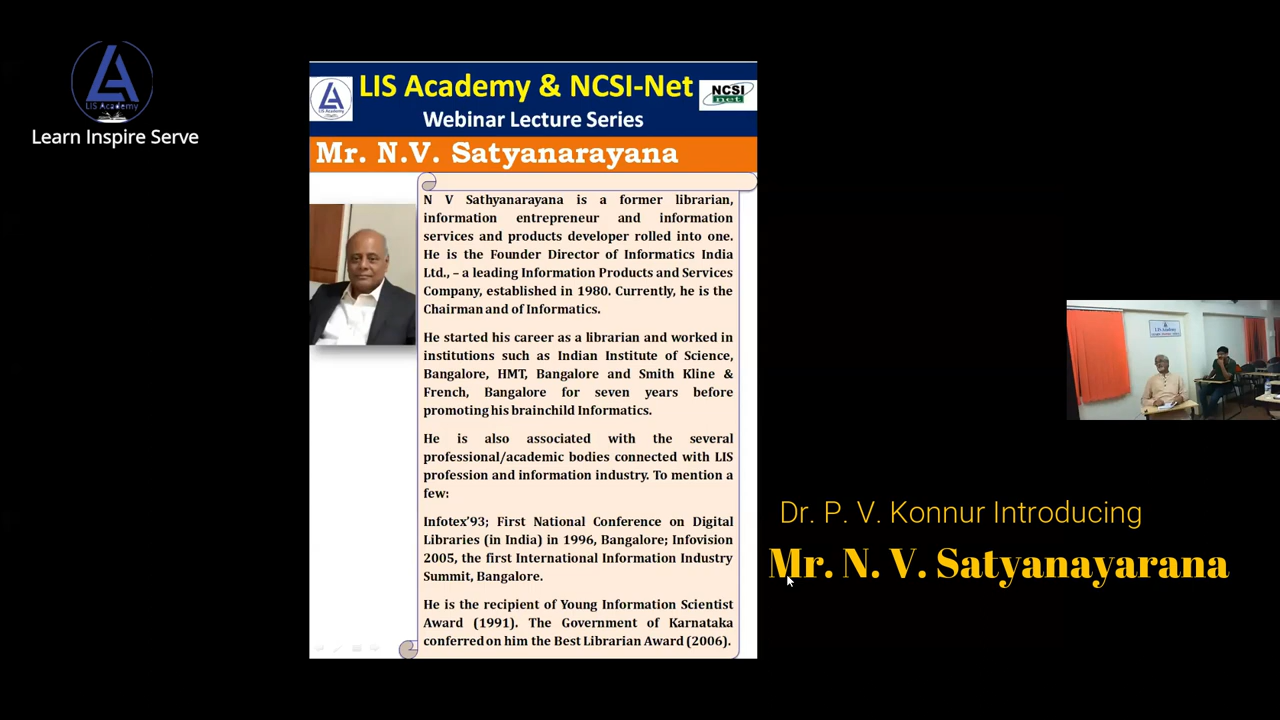 LIS Academy
Learn Inspire Serve
LIS Academy & NCSI-Net
NCSI
net
Webinar Lecture Series
Mr. N.V. Satyanarayana
N V Sathyanarayana is a former librarian,
information entrepreneur and information
services and products developer rolled into one.
He is the Founder Director of Informatics India
Ltd., – a leading Information Products and Services
Company, established in 1980. Currently, he is the
Chairman and of Informatics.
He started his career as a librarian and worked in
institutions such as Indian Institute of Science,
Bangalore, HMT, Bangalore and Smith Kline &
French, Bangalore for seven years before
promoting his brainchild Informatics.
He is also associated with the several
professional/academic bodies connected with LIS
profession and information industry. To mention a
few:
Infotex'93; First National Conference on Digital
Libraries (in India) in 1996, Bangalore; Infovision
2005, the first International Information Industry
Summit, Bangalore.
He is the recipient of Young Information Scientist
Award (1991). The Government of Karnataka
conferred on him the Best Librarian Award (2006).
LIS Academy
Dr. P. V. Konnur Introducing
Mr. N. V. Satyanayarana